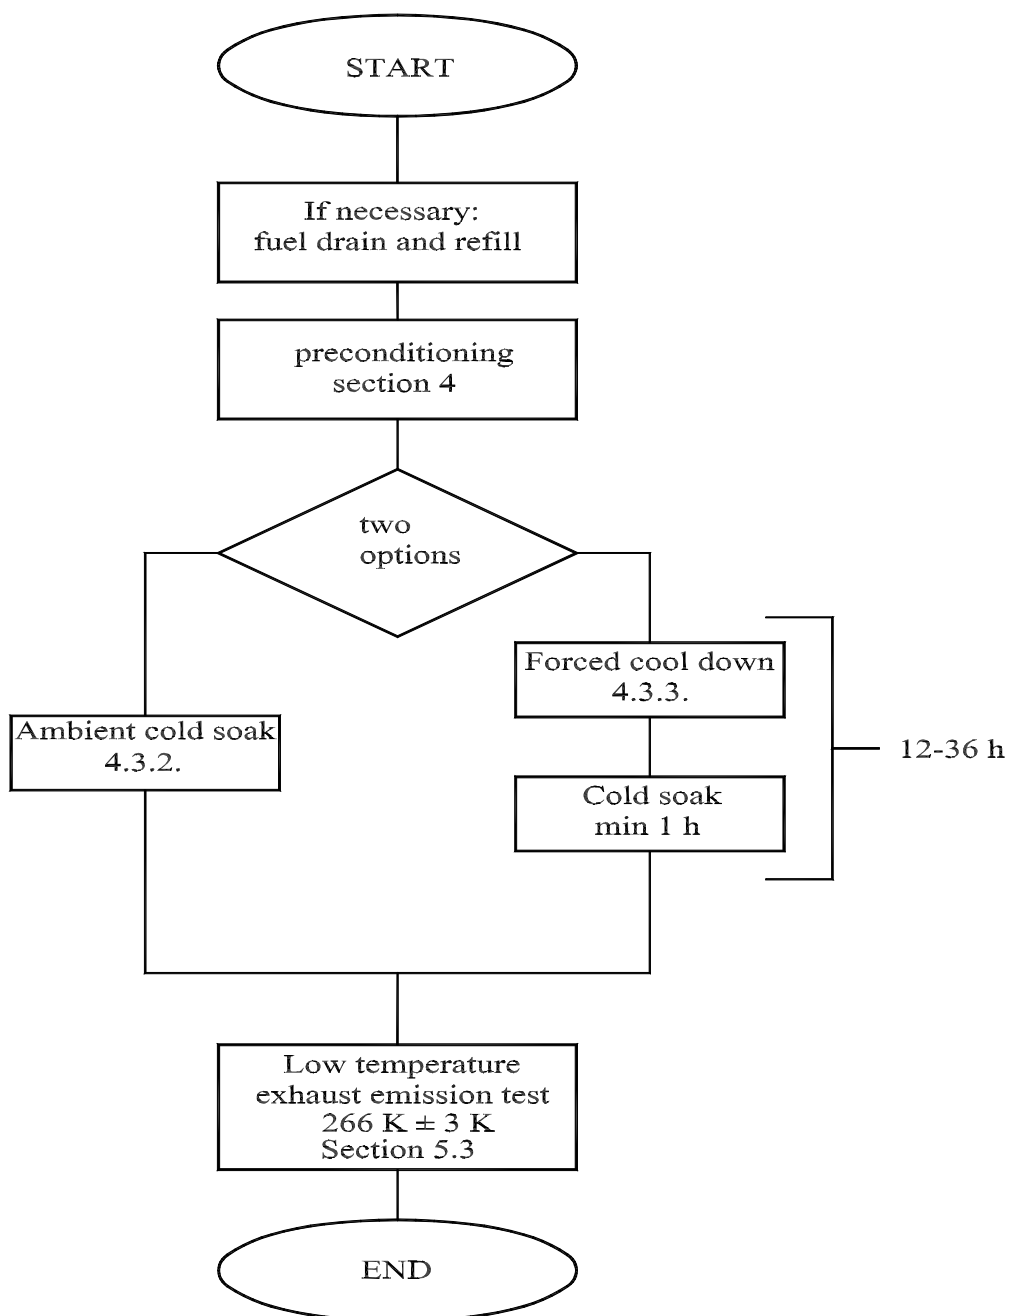 START
If necessary:
fuel drain and refill
preconditioning
section 4
two
options
Forced cool down
4.3.3.
Ambient cold soak
4.3.2.
12-36 h
Cold soak
min 1 h
Low temperature
exhaust emission test
266 K ± 3 K
Section 5.3
END